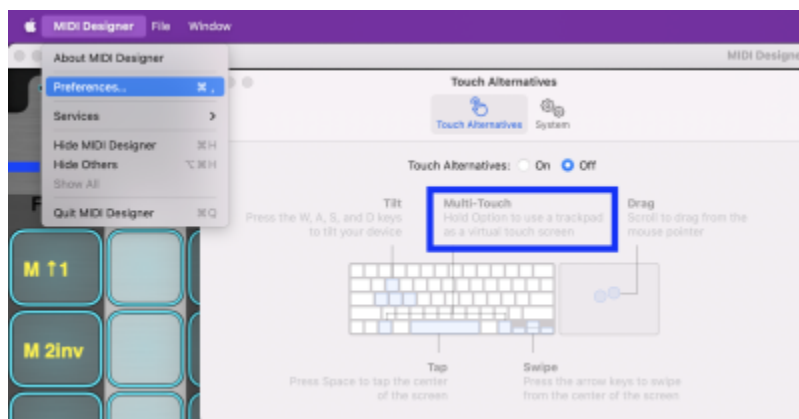 MIDI Designer File Window
MIDI Designe
About MIDI Designer
Preferences... ⌘ ,
Services >
Hide MIDI Designer ⌘H
Hide Others ⌥⌘H
Show All
Quit MIDI Designer ⌘Q
Touch Alternatives
Touch Alternatives System
Touch Alternatives: On Off
Tilt
Press the W, A, S, and D keys
to tilt your device
Multi-Touch
Hold Option to use a trackpad
as a virtual touch screen
Drag
Scroll to drag from the
mouse pointer
Tap
Press Space to tap the center
of the screen
Swipe
Press the arrow keys to swipe
from the center of the screen
F
M ↑1
M 2inv